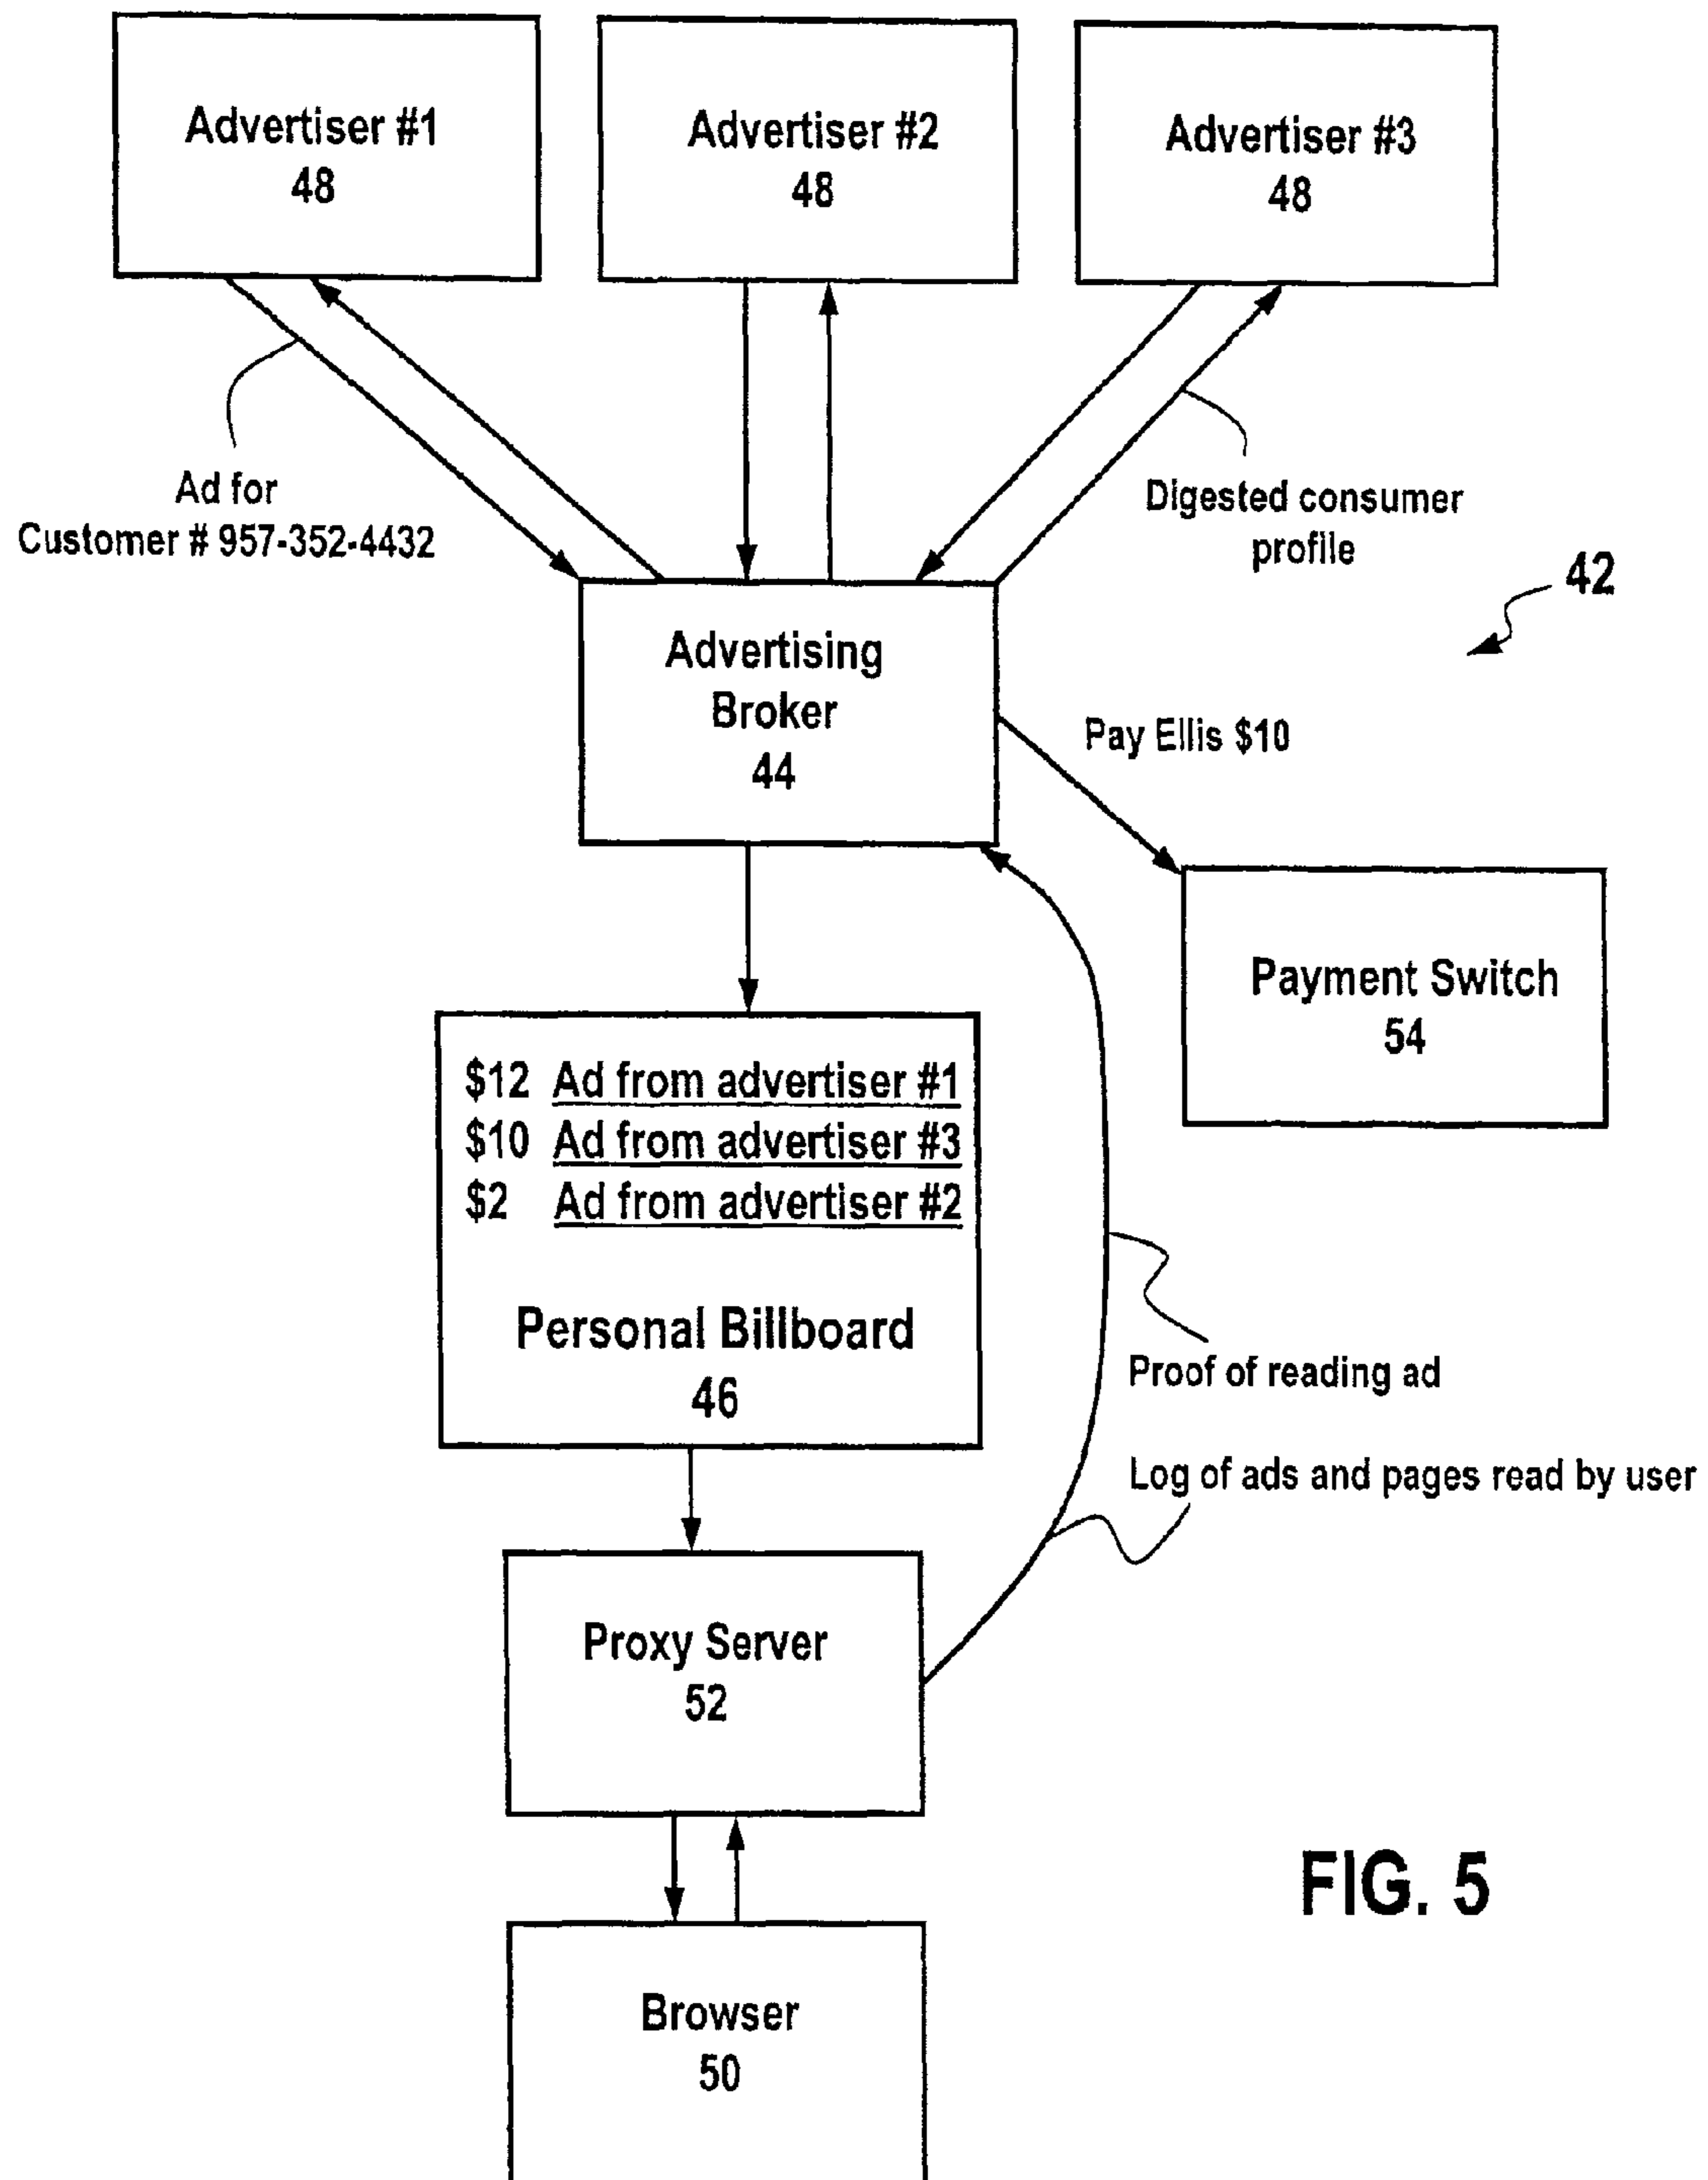 Advertiser #1
48
Advertiser #2
48
Advertiser #3
48
Ad for
Customer # 957-352-4432
Digested consumer
profile
42
Advertising
Broker
44
Pay Ellis $10
Payment Switch
54
$12 Ad from advertiser #1
$10 Ad from advertiser #3
$2 Ad from advertiser #2
Personal Billboard
46
Proof of reading ad
Log of ads and pages read by user
Proxy Server
52
FIG. 5
Browser
50